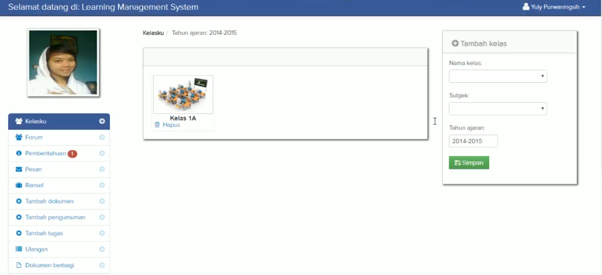 Selamat datang di: Learning Management System
Yuly Purwaningsih
Kelasku / Tahun ajaran: 2014-2015
Kelas 1A
Hapus
Tambah kelas
Nama kelas:
Subjek:
Tahun ajaran:
2014-2015
Simpan
Kelasku
Forum
Pemberitahuan 1
Pesan
Ransel
Tambah dokumen
Tambah pengumuman
Tambah tugas
Ulangan
Dokumen berbagi